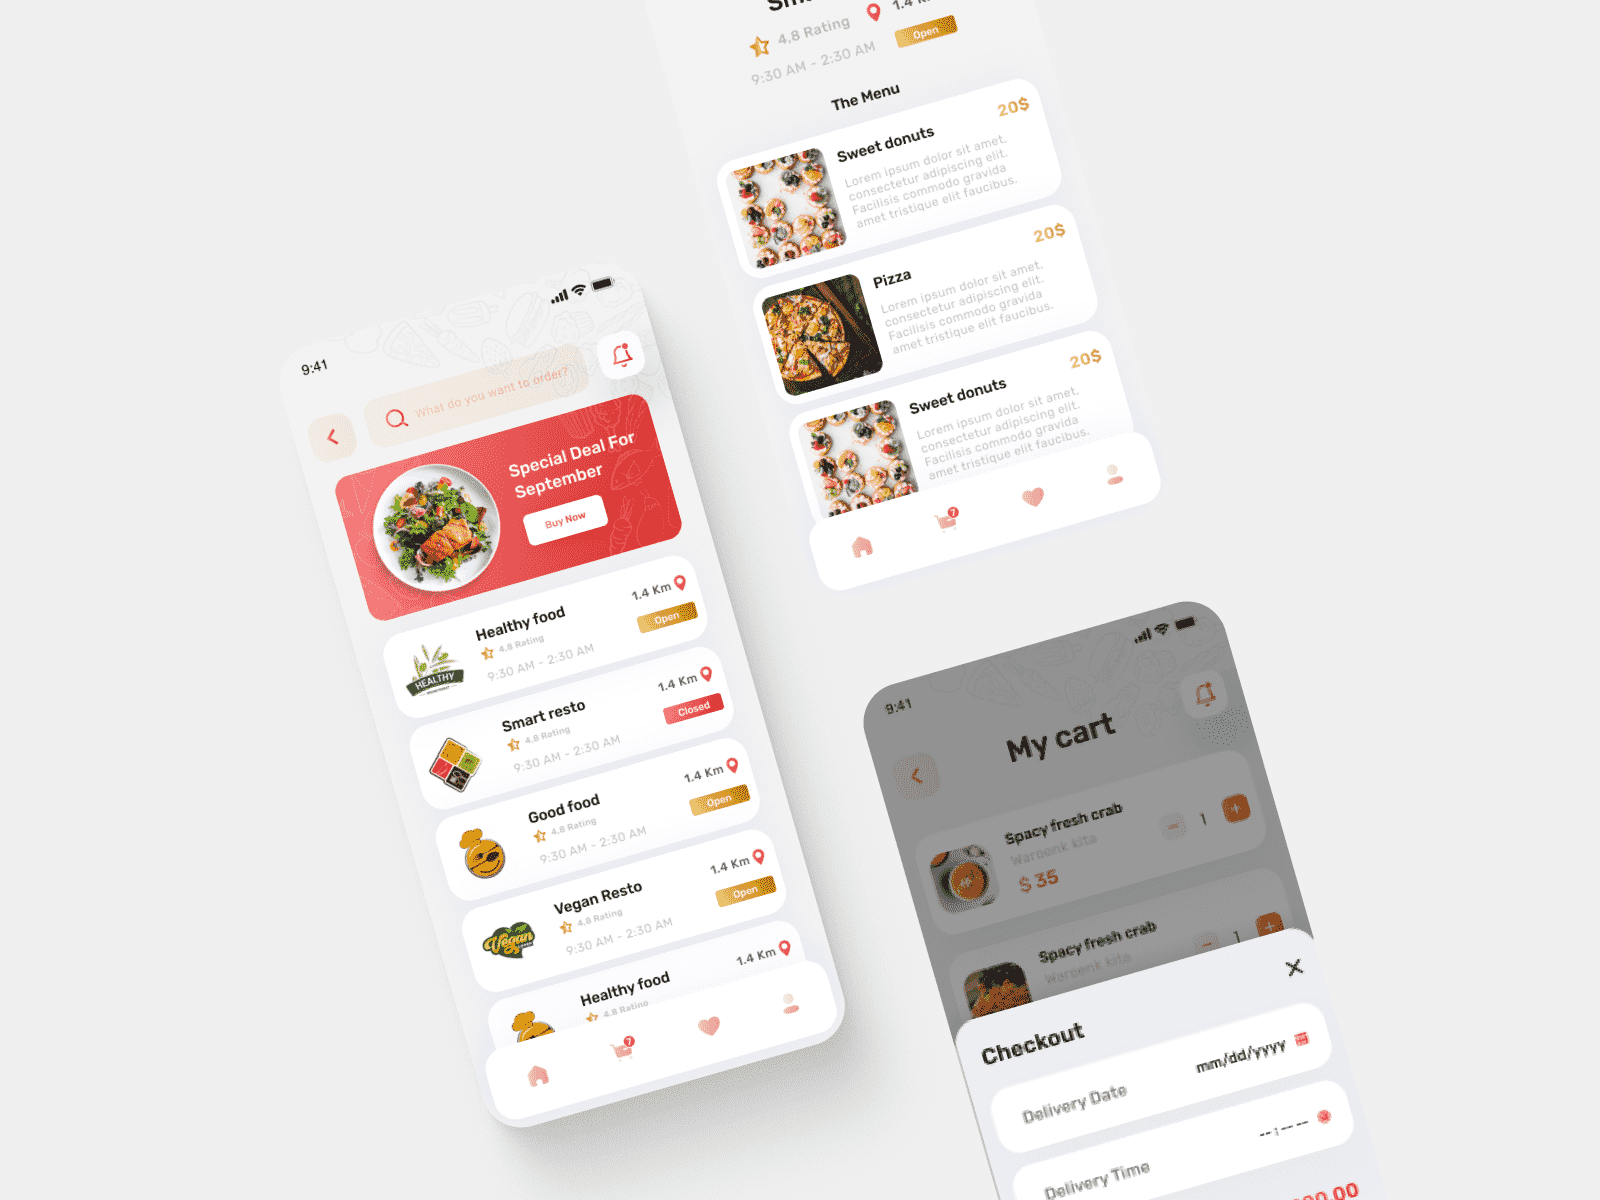 9:41
What do you want to order?
Special Deal For
September
Buy Now
Healthy food
4,8 Rating
9:30 AM - 2:30 AM
1.4 Km
Open
HEALTHY
Smart resto
4,8 Rating
9:30 AM - 2:30 AM
1.4 Km
Closed
Good food
4,8 Rating
9:30 AM - 2:30 AM
1.4 Km
Open
Vegan Resto
4,8 Rating
9:30 AM - 2:30 AM
1.4 Km
Open
Vegan
Healthy food
4,8 Rating
1.4 Km
7
4,8 Rating
1.4
Open
9:30 AM - 2:30 AM
The Menu
Sweet donuts
20$
Lorem ipsum dolor sit amet,
consectetur adipiscing elit.
Facilisis commodo gravida
amet tristique elit faucibus.
Pizza
20$
Lorem ipsum dolor sit amet,
consectetur adipiscing elit.
Facilisis commodo gravida
amet tristique elit faucibus.
Sweet donuts
20$
Lorem ipsum dolor sit amet,
consectetur adipiscing elit.
Facilisis commodo gravida
amet tristique elit faucibus.
7
9:41
My cart
Spacy fresh crab
Waroenk kita
$ 35
1
Spacy fresh crab
Waroenk kita
1
Checkout
Delivery Date
mm/dd/yyyy
Delivery Time
--:-- --
00.00